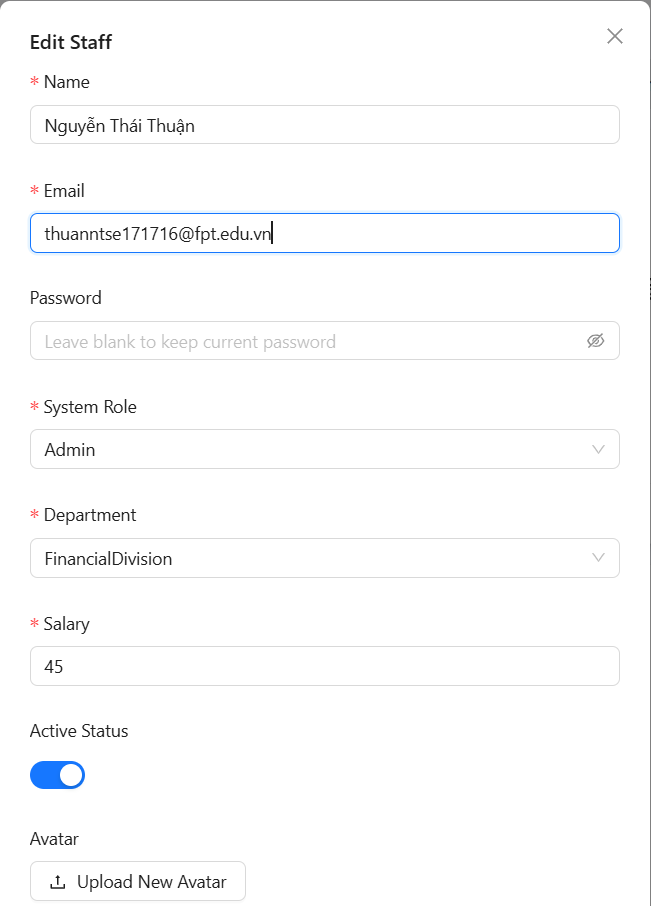 Edit Staff
* Name
Nguyễn Thái Thuận
* Email
thuanntse171716@fpt.edu.vn
Password
Leave blank to keep current password
* System Role
Admin
* Department
FinancialDivision
* Salary
45
Active Status
Avatar
Upload New Avatar